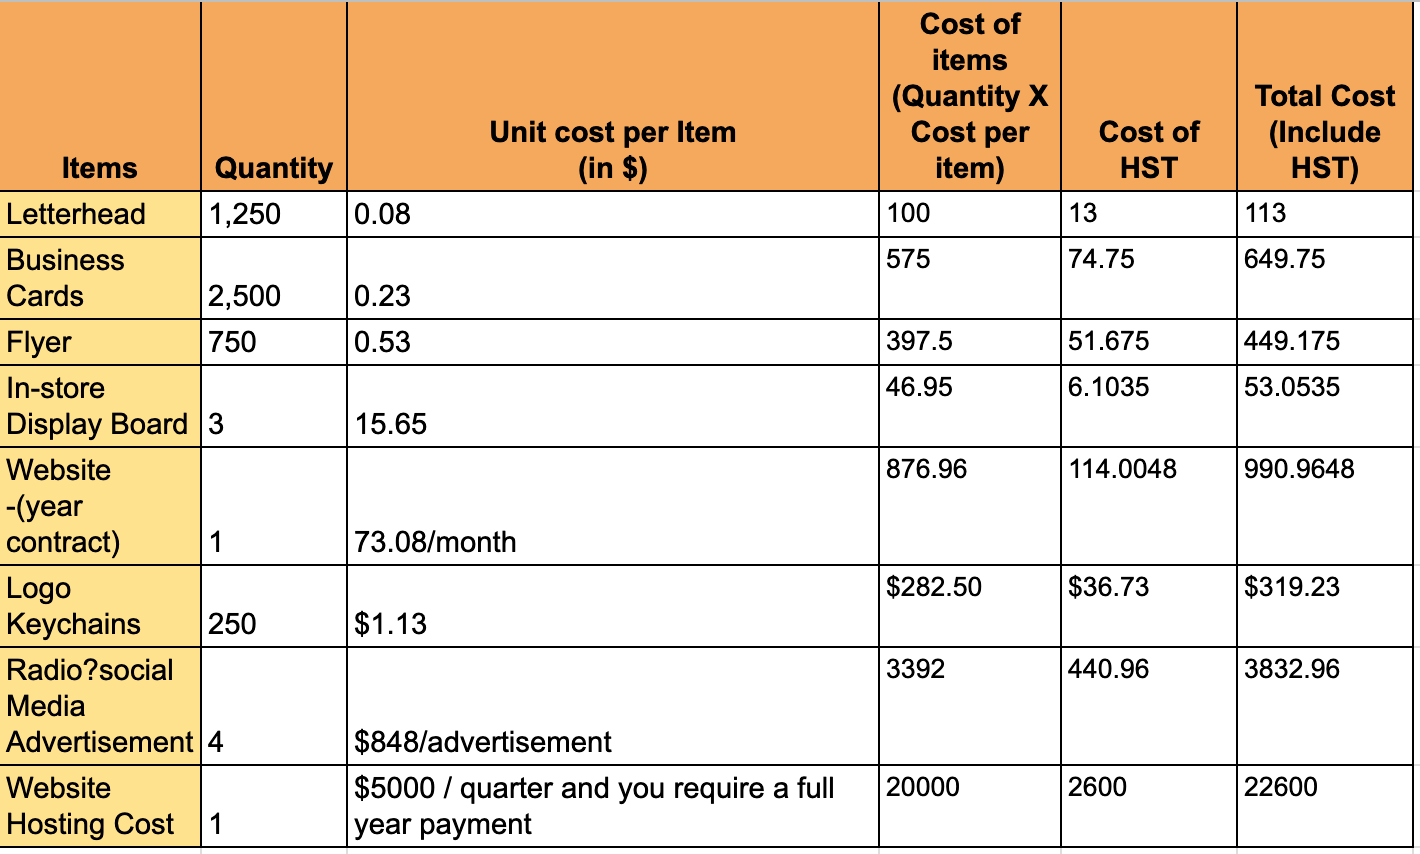 Items
Quantity
Unit cost per Item
(in $)
Cost of
items
(Quantity X
Cost per
item)
Cost of
HST
Total Cost
(Include
HST)
Letterhead
1,250
0.08
100
13
113
Business
Cards
2,500
0.23
575
74.75
649.75
Flyer
750
0.53
397.5
51.675
449.175
In-store
Display Board
3
15.65
46.95
6.1035
53.0535
Website
-(year
contract)
1
73.08/month
876.96
114.0048
990.9648
Logo
Keychains
250
$1.13
$282.50
$36.73
$319.23
Radio?social
Media
Advertisement
4
$848/advertisement
3392
440.96
3832.96
Website
Hosting Cost
1
$5000 / quarter and you require a full
year payment
20000
2600
22600